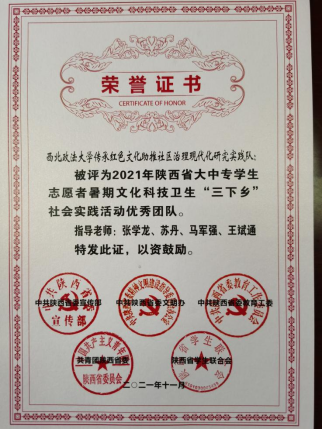 荣誉证书
CERTIFICATE OF HONOR
西北政法大学传承红色文化助推社区治理现代化研究实践队：
被评为2021年陕西省大中专学生
志愿者暑期文化科技卫生“三下乡”
社会实践活动优秀团队。
指导老师：张学龙、苏丹、马军强、王斌通
特发此证，以资鼓励。
中共陕西省委宣传部
中共陕西省委文明办
中共陕西省委教育工委
宣传部
共青团陕西省委
陕西省学生联合会
陕西省委员会
二〇二一年十一月